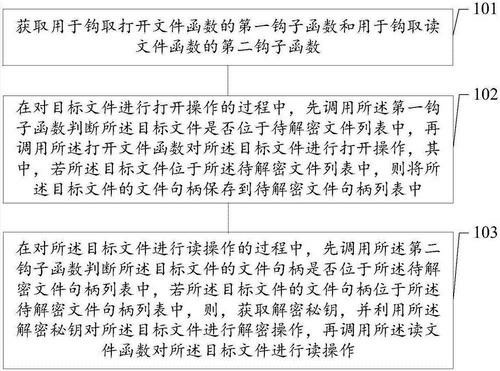 101
获取用于钩取打开文件函数的第一钩子函数和用于钩取读
文件函数的第二钩子函数
102
在对目标文件进行打开操作的过程中，先调用所述第一钩
子函数判断所述目标文件是否位于待解密文件列表中，再
调用所述打开文件函数对所述目标文件进行打开操作，其
中，若所述目标文件位于所述待解密文件列表中，则将所
述目标文件的文件句柄保存到待解密文件句柄列表中
103
在对所述目标文件进行读操作的过程中，先调用所述第二
钩子函数判断所述目标文件的文件句柄是否位于所述待解
密文件句柄列表中，若所述目标文件的文件句柄位于所述
待解密文件句柄列表中，则，获取解密秘钥，并利用所述
解密秘钥对所述目标文件进行解密操作，再调用所述读文
件函数对所述目标文件进行读操作